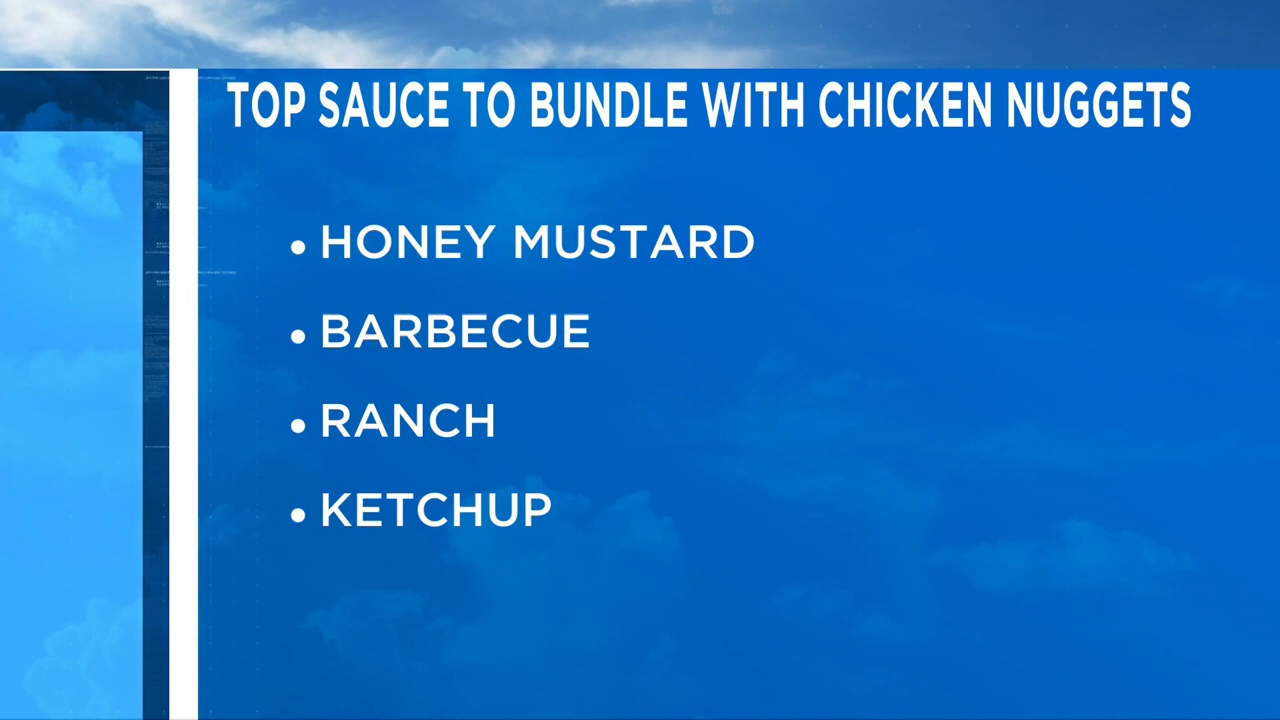 TOP SAUCE TO BUNDLE WITH CHICKEN NUGGETS
• HONEY MUSTARD
• BARBECUE
• RANCH
• KETCHUP